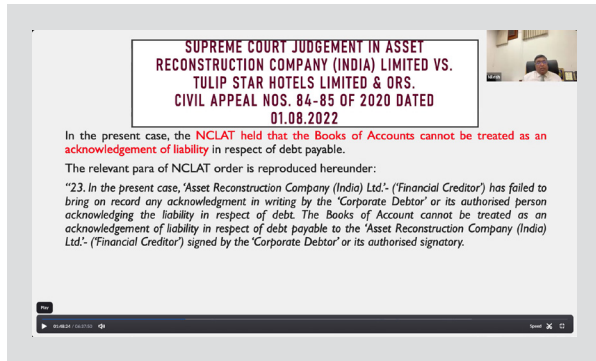 SUPREME COURT JUDGEMENT IN ASSET
RECONSTRUCTION COMPANY (INDIA) LIMITED VS.
TULIP STAR HOTELS LIMITED & ORS.
CIVIL APPEAL NOS. 84-85 OF 2020 DATED
01.08.2022
In the present case, the NCLAT held that the Books of Accounts cannot be treated as an
acknowledgement of liability in respect of debt payable.
The relevant para of NCLAT order is reproduced hereunder:
“23. In the present case, ‘Asset Reconstruction Company (India) Ltd.’- (‘Financial Creditor’) has failed to
bring on record any acknowledgment in writing by the ‘Corporate Debtor’ or its authorised person
acknowledging the liability in respect of debt. The Books of Account cannot be treated as an
acknowledgement of liability in respect of debt payable to the ‘Asset Reconstruction Company (India)
Ltd.’- (‘Financial Creditor’) signed by the ‘Corporate Debtor’ or its authorised signatory.
Play
Speed